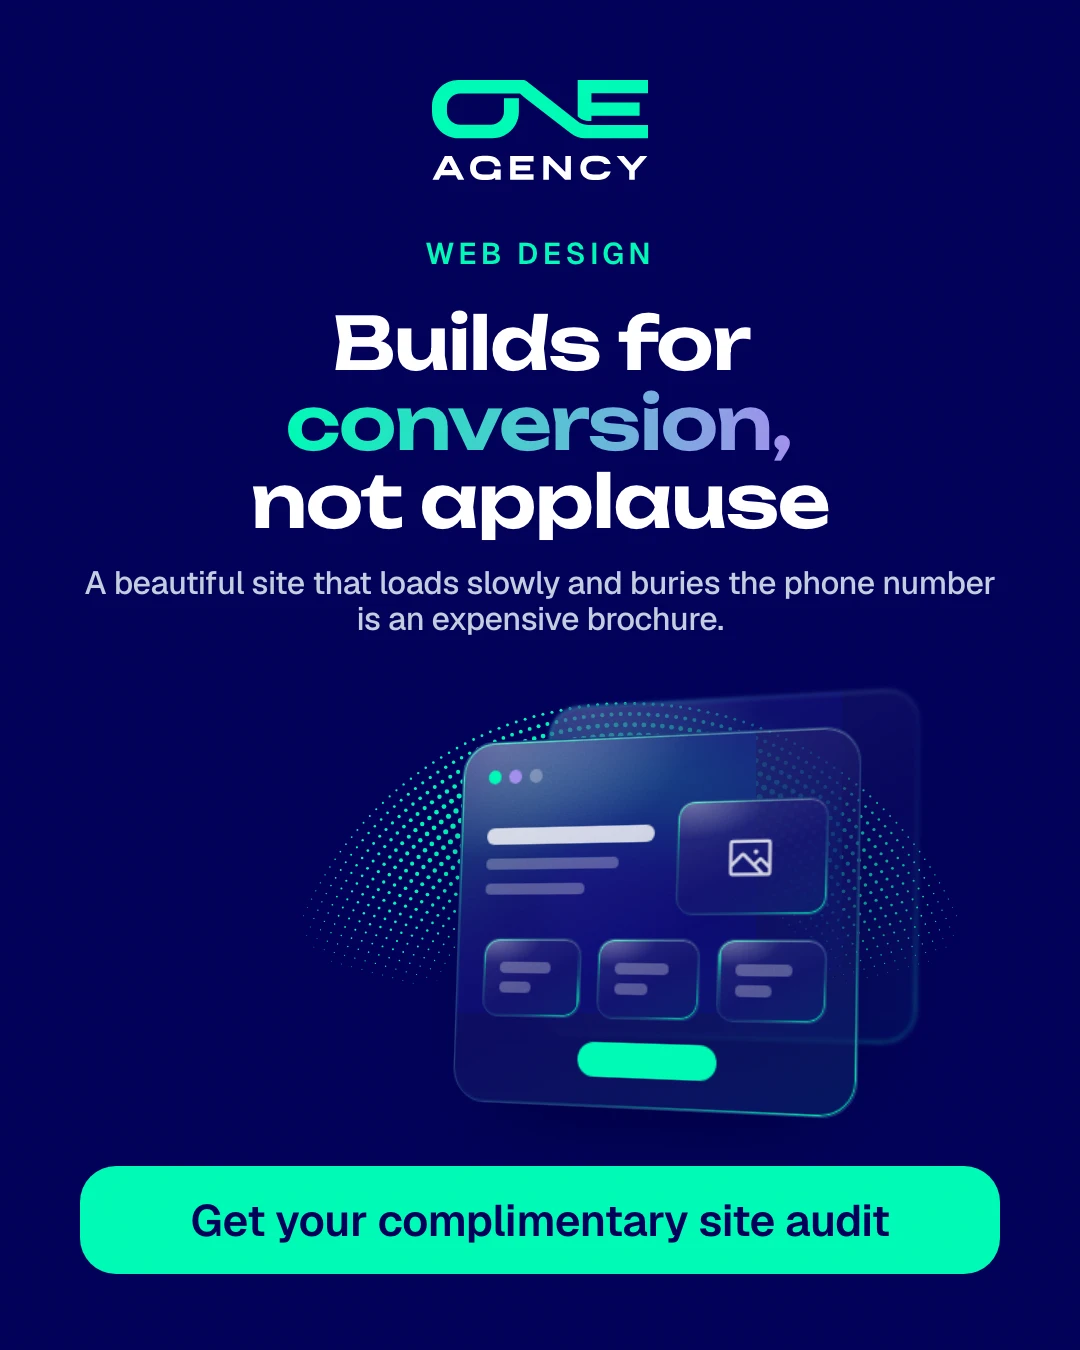 ONE
AGENCY
WEB DESIGN
Builds for
conversion,
not applause
A beautiful site that loads slowly and buries the phone number
is an expensive brochure.
Get your complimentary site audit